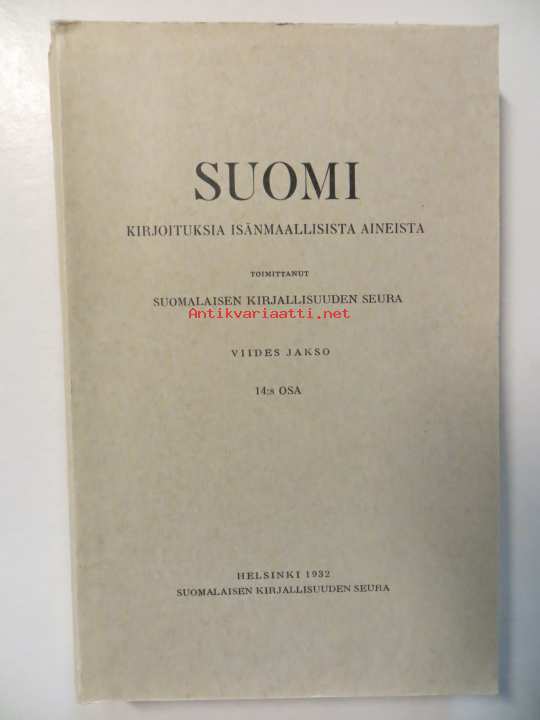 SUOMI
KIRJOITUKSIA ISÄNMAALLISISTA AINEISTA
TOIMITTANUT
SUOMALAISEN KIRJALLISUUDEN SEURA
Antikvariaatti.net
VIIDES JAKSO
14:s OSA
HELSINKI 1932
SUOMALAISEN KIRJALLISUUDEN SEURA